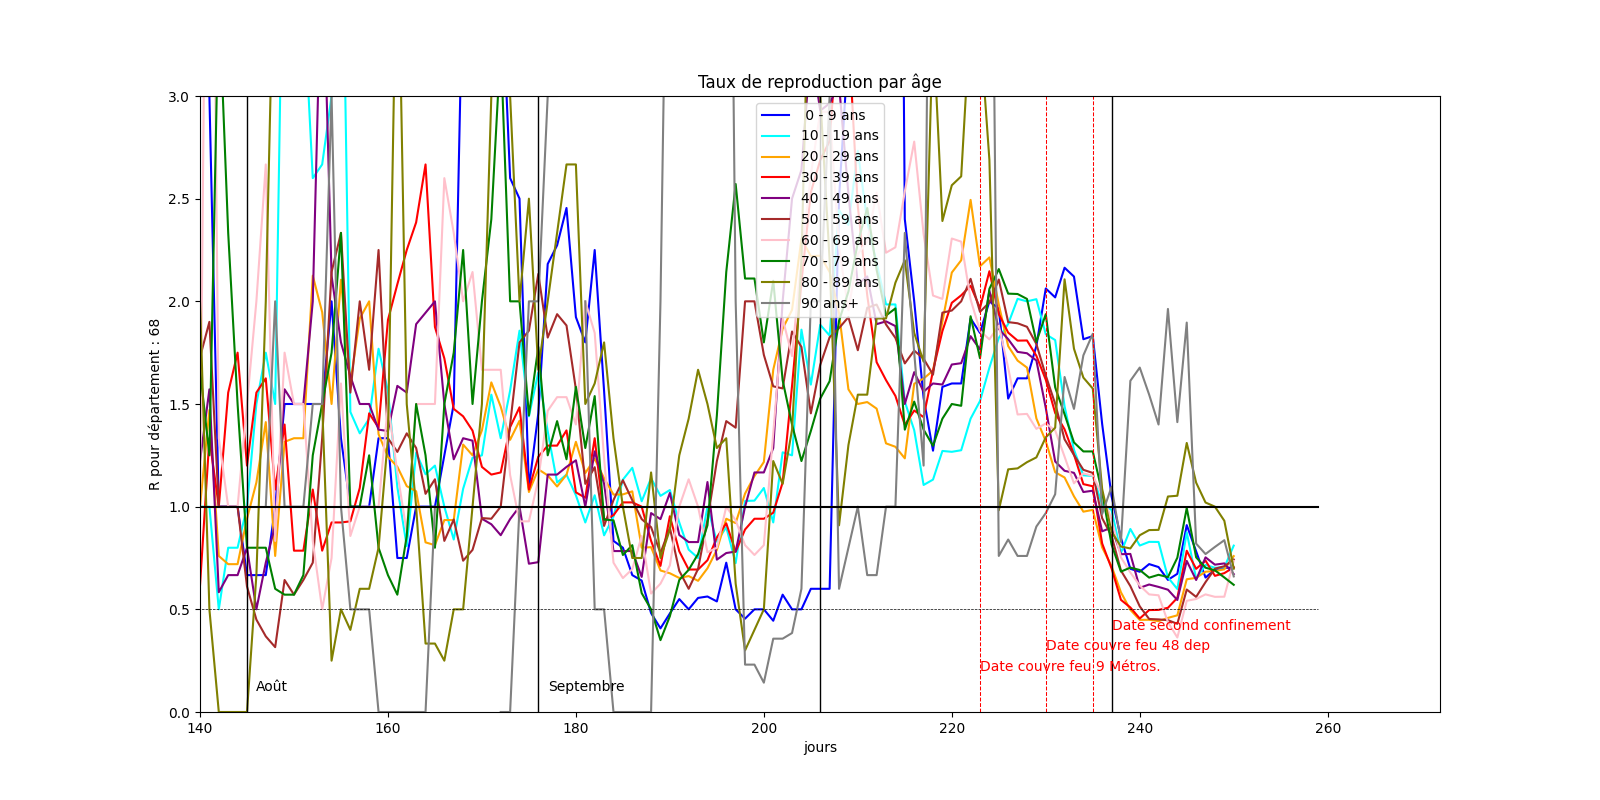 Taux de reproduction par âge
R pour département : 68
3.0
2.5
2.0
1.5
1.0
0.5
0.0
0 - 9 ans
10 - 19 ans
20 - 29 ans
30 - 39 ans
40 - 49 ans
50 - 59 ans
60 - 69 ans
70 - 79 ans
80 - 89 ans
90 ans+
Date second confinement
Date couvre feu 48 dep
Date couvre feu 9 Métros.
Août
Septembre
140
160
180
200
220
240
260
jours